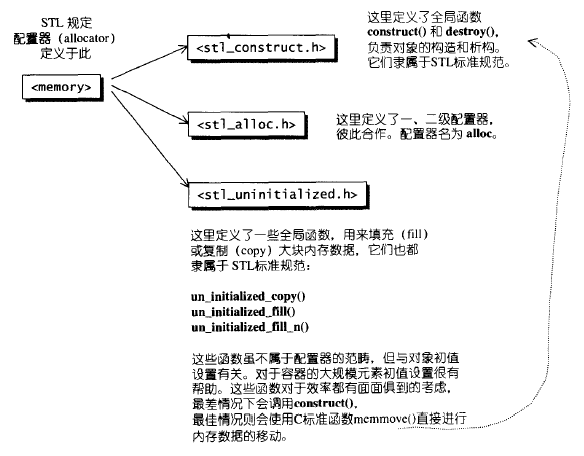 STL 规定
配置器 (allocator)
定义于此
<memory>
<stl_construct.h>
这里定义了全局函数
construct() 和 destroy(),
负责对象的构造和析构。
它们隶属于STL标准规范。
<stl_alloc.h>
这里定义了一、二级配置器,
彼此合作。配置器名为 alloc。
<stl_uninitialized.h>
这里定义了一些全局函数, 用来填充 (fill)
或复制 (copy) 大块内存数据, 它们也都
隶属于 STL标准规范:
un_initialized_copy()
un_initialized_fill()
un_initialized_fill_n()
这些函数虽不属于配置器的范畴, 但与对象初值
设置有关。对于容器的大规模元素初值设置很有
帮助。这些函数对于效率都有面面俱到的考虑,
最差情况下会调用construct(),
最佳情况则会使用C标准函数memmove()直接进行
内存数据的移动。